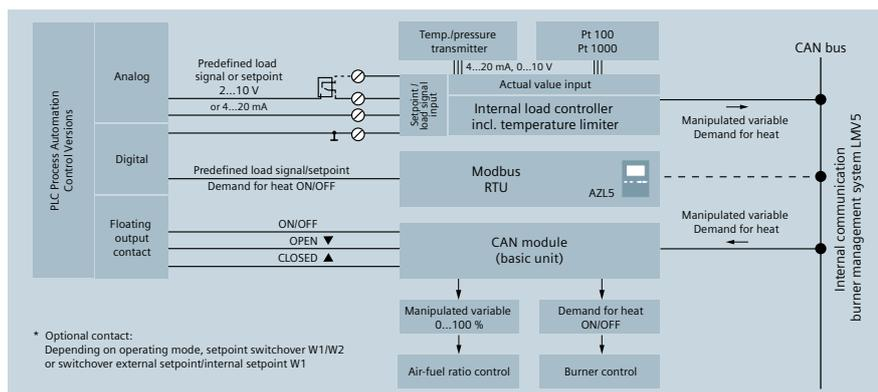 PLC Process Automation
Control Versions
Analog
Digital
Floating
output
contact
Predefined load
signal or setpoint
2...10 V
or 4...20 mA
Predefined load signal/setpoint
Demand for heat ON/OFF
ON/OFF
OPEN ▼
CLOSED ▲
Temp./pressure
transmitter
Pt 100
Pt 1000
4...20 mA, 0...10 V
Setpoint /
load signal
input
Actual value input
Internal load controller
incl. temperature limiter
Modbus
RTU
AZL5
CAN module
(basic unit)
Manipulated variable
0...100 %
Demand for heat
ON/OFF
Air-fuel ratio control
Burner control
CAN bus
Manipulated variable
Demand for heat
Manipulated variable
Demand for heat
Internal communication
burner management system LMV5
* Optional contact:
Depending on operating mode, setpoint switchover W1/W2
or switchover external setpoint/internal setpoint W1